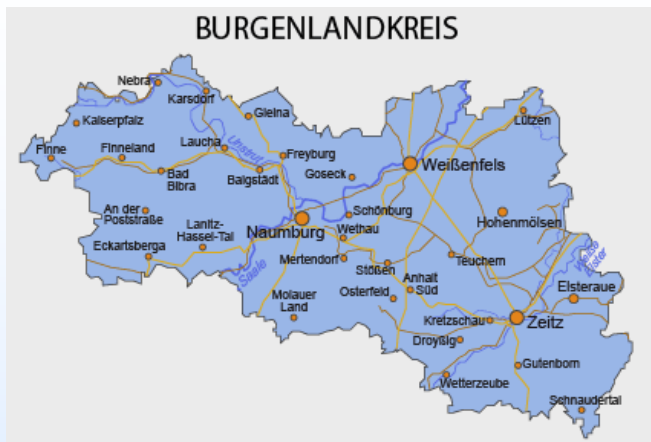 BURGENLANDKREIS
Nebra
Karsdorf
Kaiserpfalz
Gleina
Lützen
Finne
Finneland
Laucha
Unstrut
Freyburg
Weißenfels
Bad
Bibra
Balgstädt
Goseck
An der
Poststraße
Schönburg
Hohenmölsen
Lanitz-
Hassel-Tal
Naumburg
Wethau
Eckartsberga
Mertendorf
Stößen
Teuchern
Weiße
Elster
Saale
Anhalt
Süd
Elsteraue
Molauer
Land
Osterfeld
Kretzschau
Zeitz
Droyßig
Gutenborn
Wetterzeube
Schnaudertal